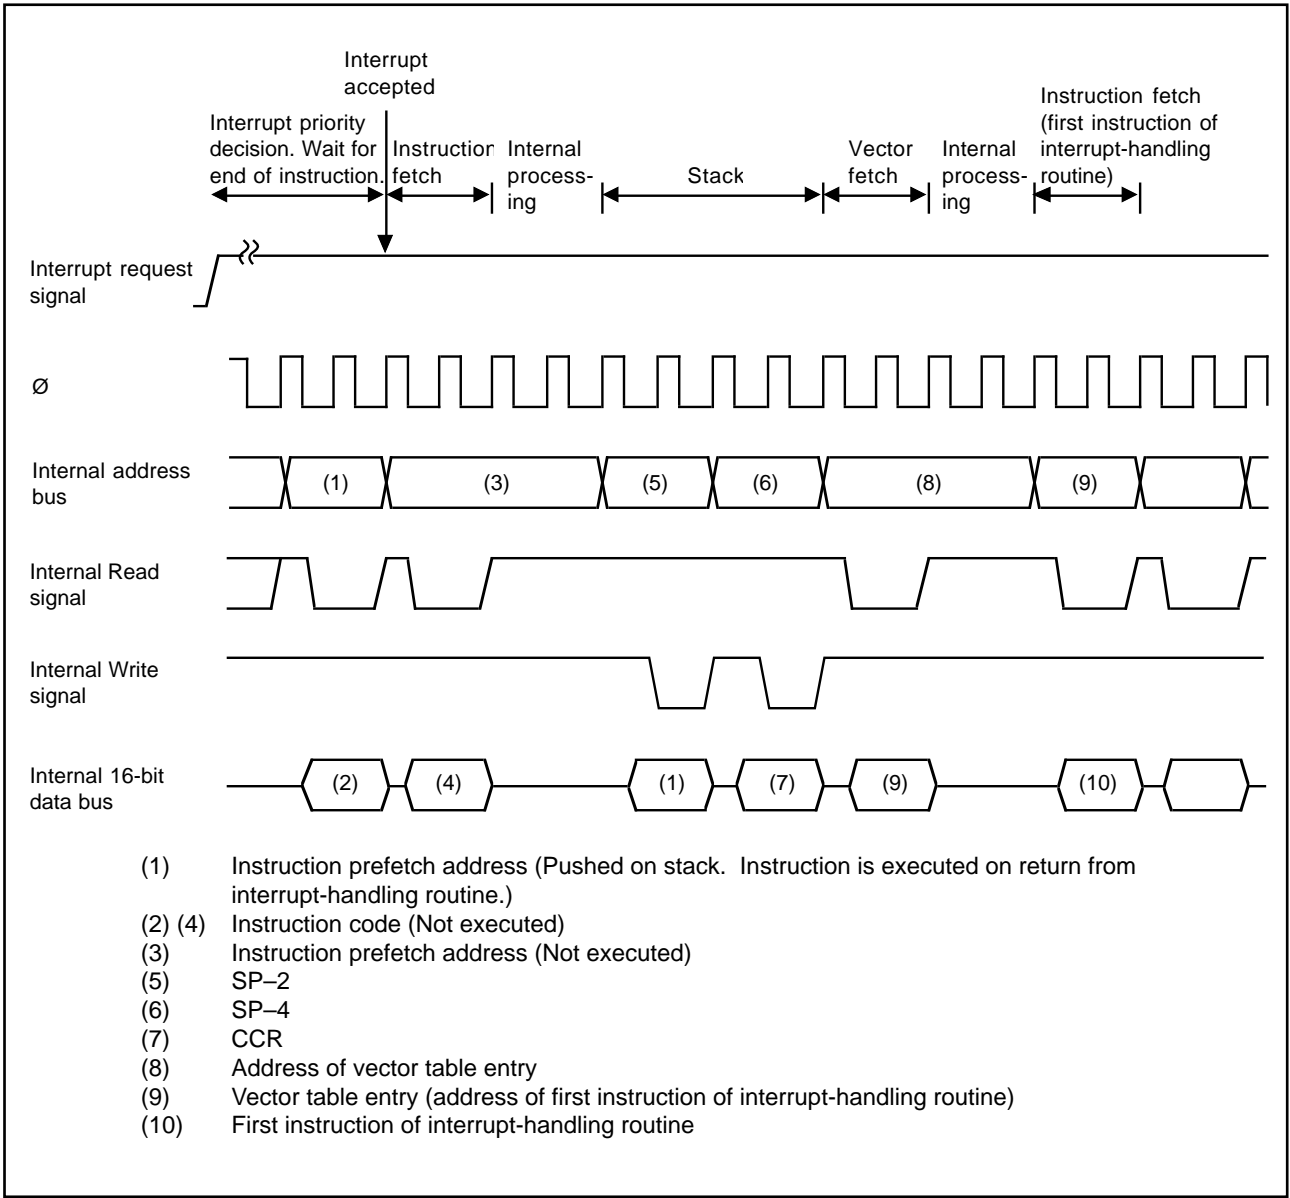 Interrupt
accepted
Interrupt priority
decision. Wait for
end of instruction.
Instruction
fetch
Internal
process-
ing
Stack
Vector
fetch
Internal
process-
ing
Instruction fetch
(first instruction of
interrupt-handling
routine)
Interrupt request
signal
Ø
Internal address
bus
(1)
(3)
(5)
(6)
(8)
(9)
Internal Read
signal
Internal Write
signal
Internal 16-bit
data bus
(2)
(4)
(1)
(7)
(9)
(10)
(1) Instruction prefetch address (Pushed on stack. Instruction is executed on return from
interrupt-handling routine.)
(2) (4) Instruction code (Not executed)
(3) Instruction prefetch address (Not executed)
(5) SP–2
(6) SP–4
(7) CCR
(8) Address of vector table entry
(9) Vector table entry (address of first instruction of interrupt-handling routine)
(10) First instruction of interrupt-handling routine